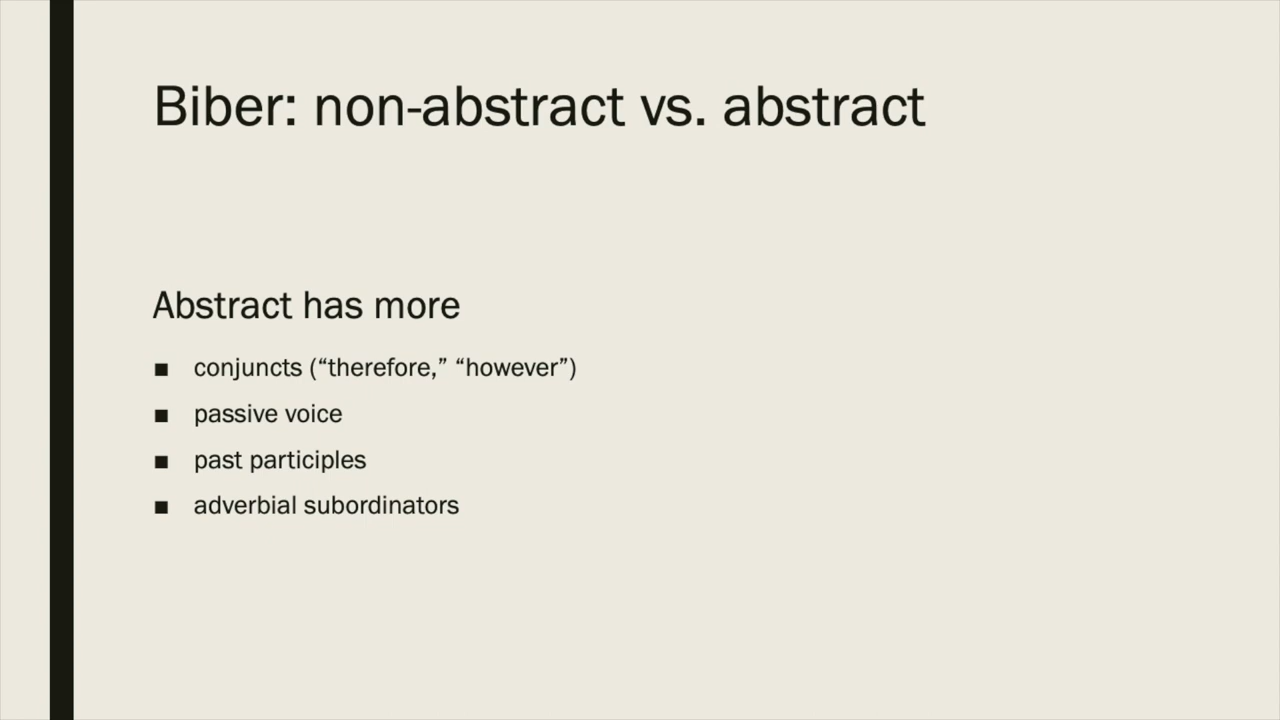 Biber: non-abstract vs. abstract
Abstract has more
■ conjuncts (“therefore,” “however”)
■ passive voice
■ past participles
■ adverbial subordinators